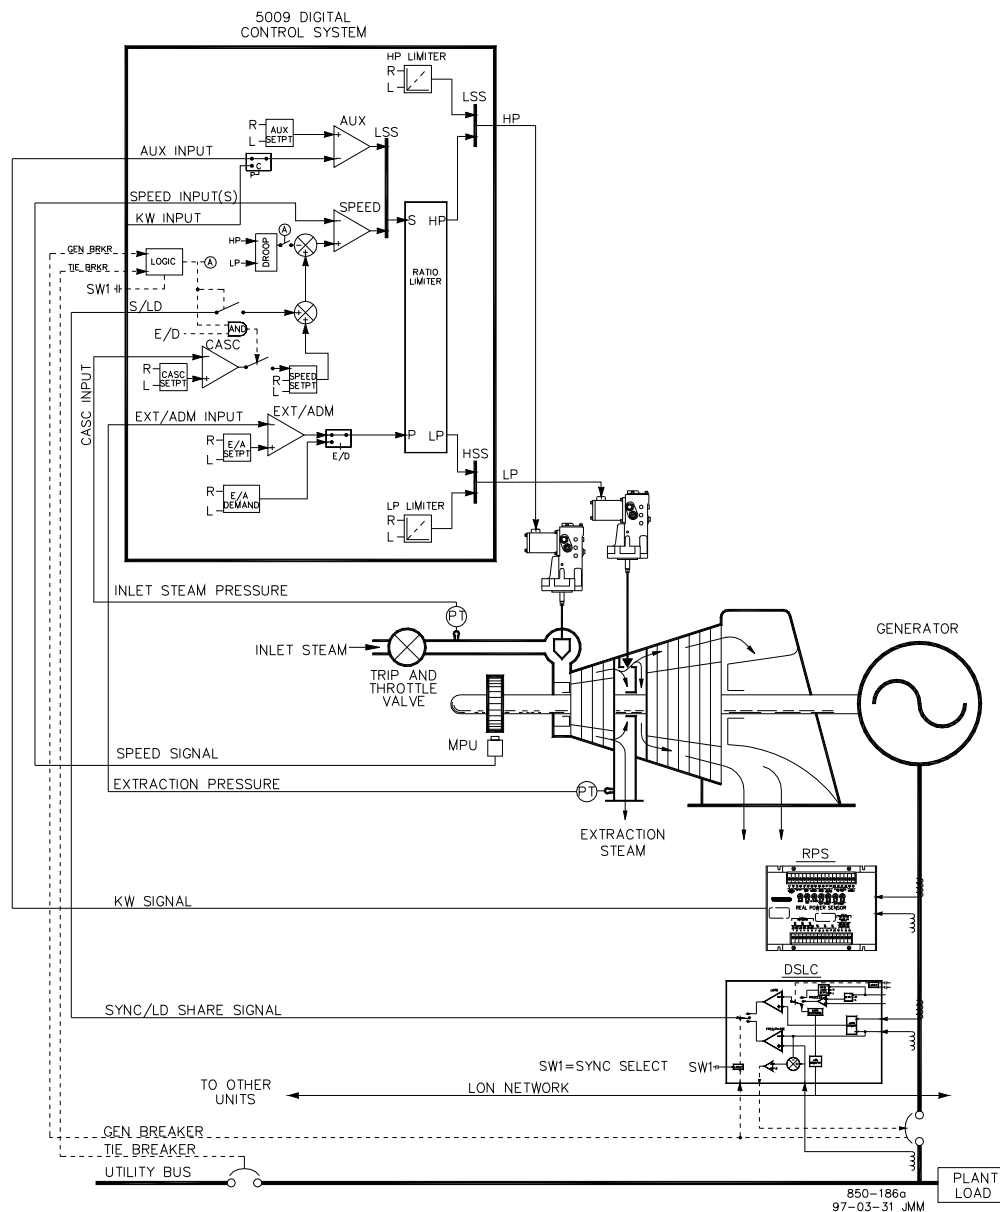 5009 DIGITAL
CONTROL SYSTEM
HP LIMITER
R
L
LSS
HP
AUX
R
L
AUX
SETPT
LSS
AUX INPUT
C
P
SPEED INPUT(S)
KW INPUT
SPEED
S HP
A
HP
LP
DROOP
GEN BRKR
TIE BRKR
LOGIC
A
RATIO
LIMITER
SW1
S/LD
E/D
AND
CASC
R
L
CASC
SETPT
R
L
SPEED
SETPT
CASC INPUT
EXT/ADM INPUT
EXT/ADM
P LP
R
L
E/A
SETPT
E/D
HSS
LP
R
L
E/A
DEMAND
LP LIMITER
R
L
INLET STEAM PRESSURE
PT
INLET STEAM
TRIP AND
THROTTLE
VALVE
GENERATOR
MPU
SPEED SIGNAL
EXTRACTION PRESSURE
PT
EXTRACTION
STEAM
RPS
REAL POWER SENSOR
KW SIGNAL
DSLC
SYNC/LD SHARE SIGNAL
SW1=SYNC SELECT
SW1
TO OTHER
UNITS
LON NETWORK
GEN BREAKER
TIE BREAKER
UTILITY BUS
PLANT
LOAD
850-186a
97-03-31 JMM